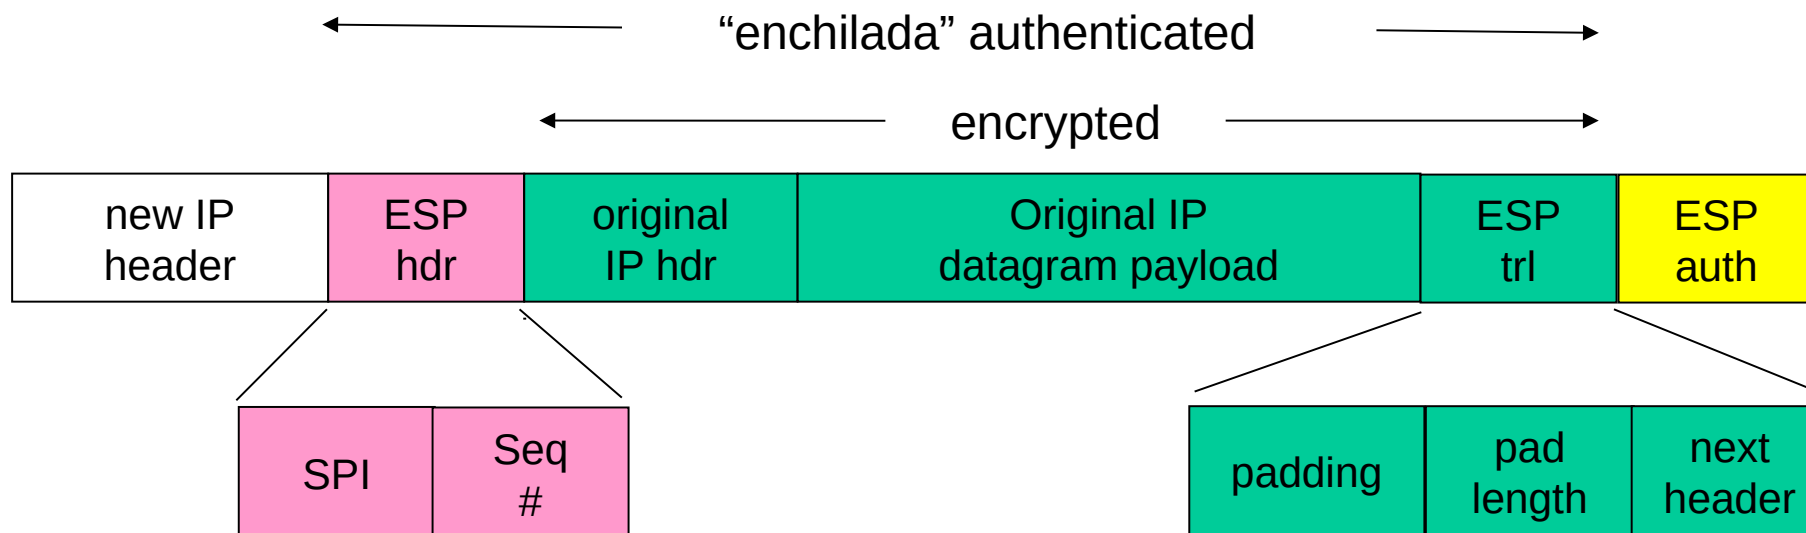 “enchilada” authenticated
encrypted
new IP
header
ESP
hdr
original
IP hdr
Original IP
datagram payload
ESP
trl
ESP
auth
SPI
Seq
#
padding
pad
length
next
header